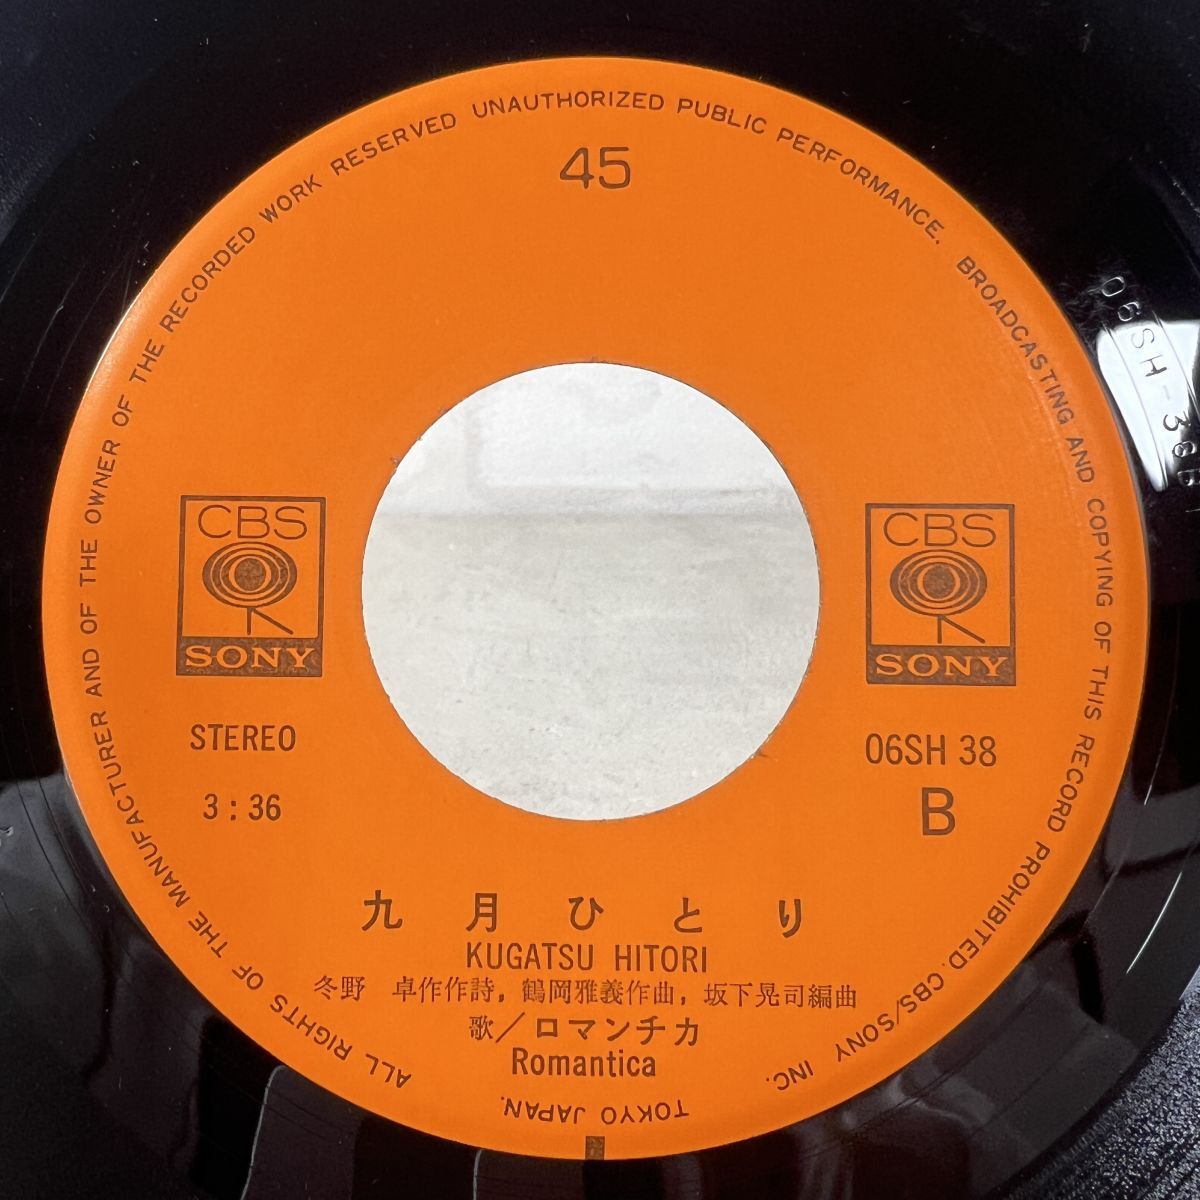 ALL RIGHTS OF THE MANUFACTURER AND OF THE OWNER OF THE RECORDED WORK RESERVED UNAUTHORIZED PUBLIC PERFORMANCE. BROADCASTING AND COPYING OF THIS RECORD PROHIBITED. CBS/SONY INC.
TOKYO JAPAN.
45
CBS
SONY
CBS
SONY
STEREO
3:36
06SH 38
B
九月ひとり
KUGATSU HITORI
冬野 卓作作詩, 鶴岡雅義作曲, 坂下晃司編曲
歌/ロマンチカ
Romantica
06SH-38B